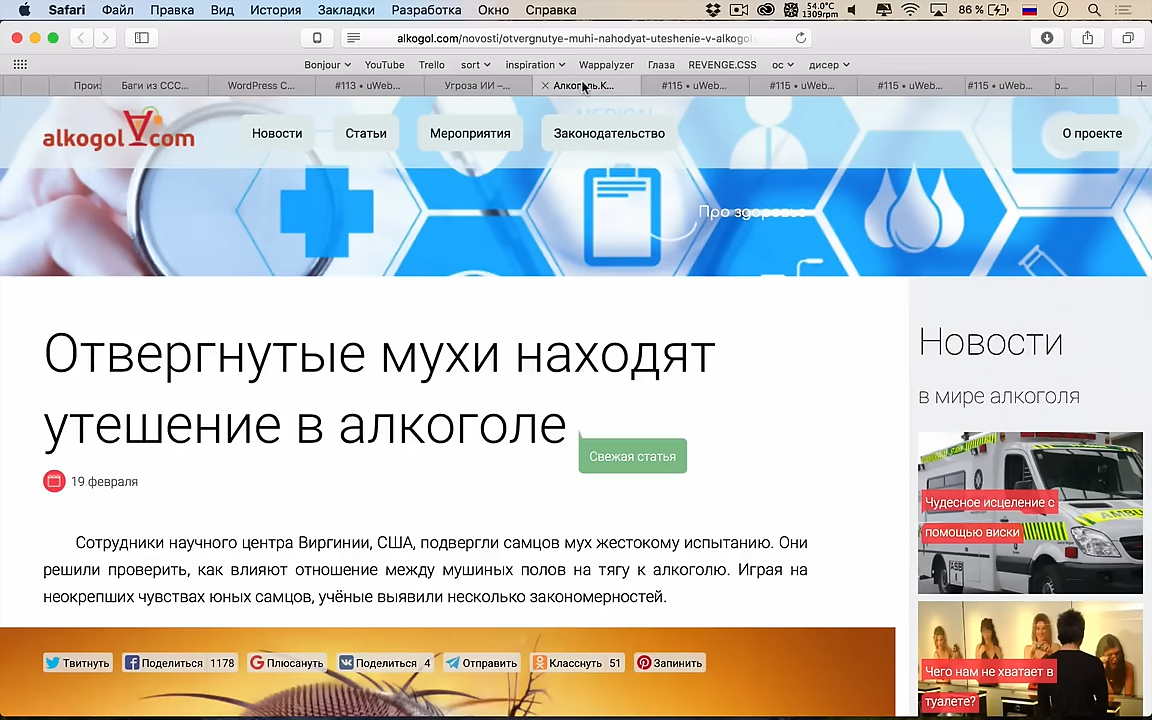 Safari Файл Правка Вид История Закладки Разработка Окно Справка 54.0°C 1309rpm 86 %
alkogol.com/novosti/otvergnutye-muhi-nahodyat-uteshenie-v-alkogole
Bonjour YouTube Trello sort inspiration Wappalyzer Глаза REVENGE.CSS ос дисер
Произ Баги из ССС... WordPress C... #113 ‹ uWeb... Угроза ИИ –... Алкоголь.К... #115 ‹ uWeb... #115 ‹ uWeb... #115 ‹ uWeb... #115 ‹ uWeb...
alkogol com Новости Статьи Мероприятия Законодательство О проекте
MEDICAL
Про здоровье
Отвергнутые мухи находят
утешение в алкоголе
Свежая статья
19 февраля
Сотрудники научного центра Виргинии, США, подвергли самцов мух жестокому испытанию. Они
решили проверить, как влияют отношение между мушиных полов на тягу к алкоголю. Играя на
неокрепших чувствах юных самцов, учёные выявили несколько закономерностей.
Твитнуть Поделиться 1178 Плюсануть Поделиться 4 Отправить Класснуть 51 Запинить
Новости
в мире алкоголя
Чудесное исцеление с
помощью виски
Чего нам не хватает в
туалете?